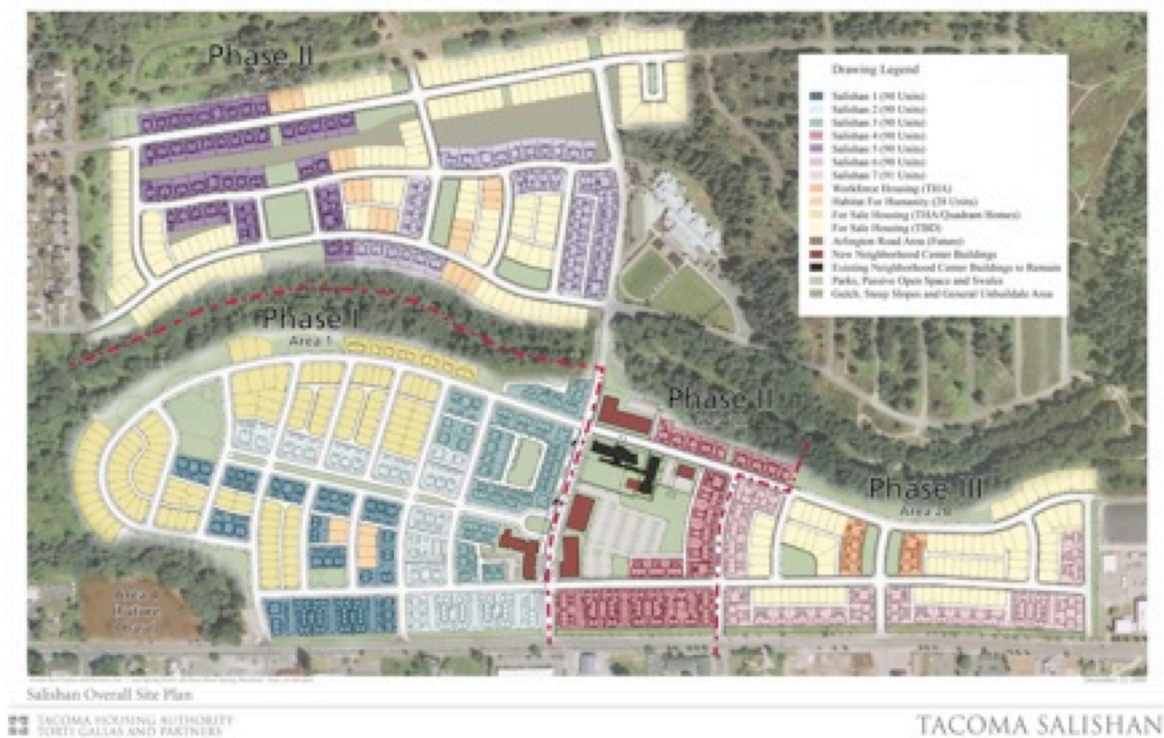 Phase II
Drawing Legend
Salishan 1 (90 Units)
Salishan 2 (90 Units)
Salishan 3 (90 Units)
Salishan 4 (90 Units)
Salishan 5 (90 Units)
Salishan 6 (90 Units)
Salishan 7 (91 Units)
Workforce Housing (THA)
Habitat For Humanity (28 Units)
For Sale Housing (THA/Quadrant Homes)
For Sale Housing (TBD)
Arlington Road Area (Future)
New Neighborhood Center Buildings
Existing Neighborhood Center Buildings to Remain
Parks, Passive Open Space and Swales
Gulch, Steep Slopes and General Unbuildale Area
Phase I
Area 1
Phase II
Phase III
Area 2B
Future
Phase
Salishan Overall Site Plan
TACOMA HOUSING AUTHORITY
TORTI GALLAS AND PARTNERS
TACOMA SALISHAN